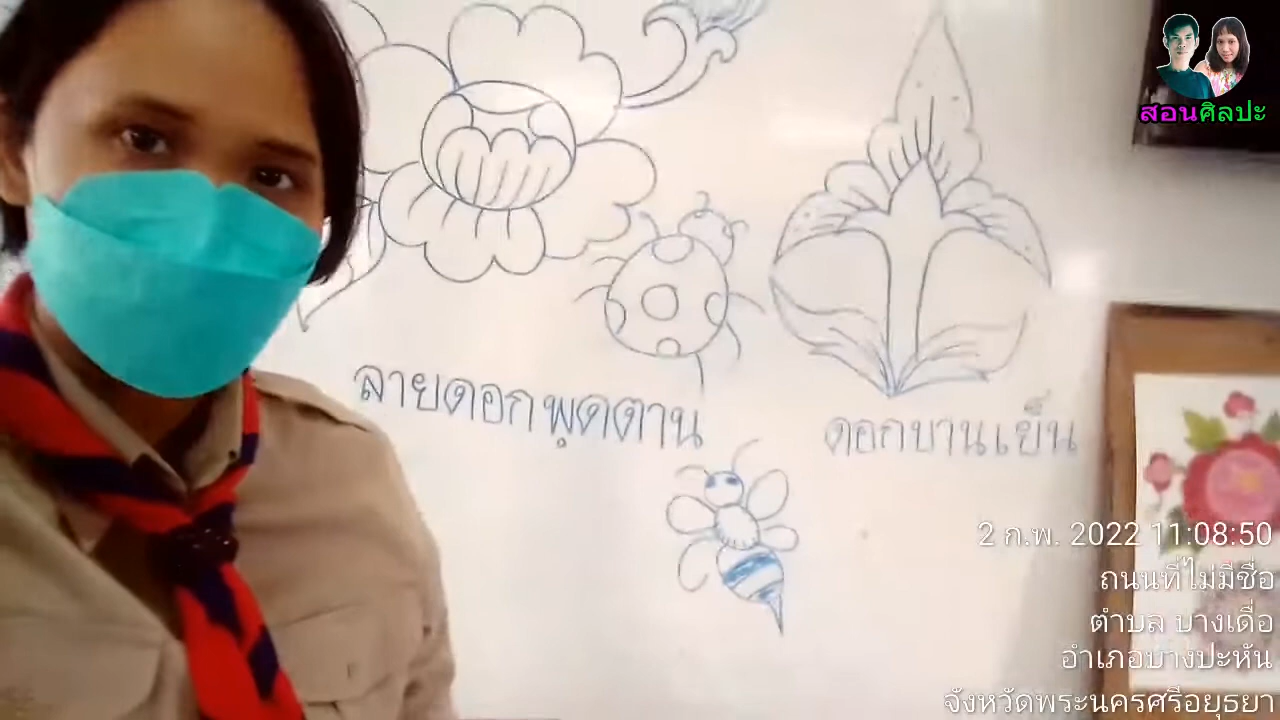 สอนศิลปะ
ลายดอกพุดตาน
ดอกบานเย็น
2 ก.พ. 2022 11:08:50
ถนนที่ไม่มีชื่อ
ตำบล บางเดื่อ
อำเภอบางปะหัน
จังหวัดพระนครศรีอยุธยา